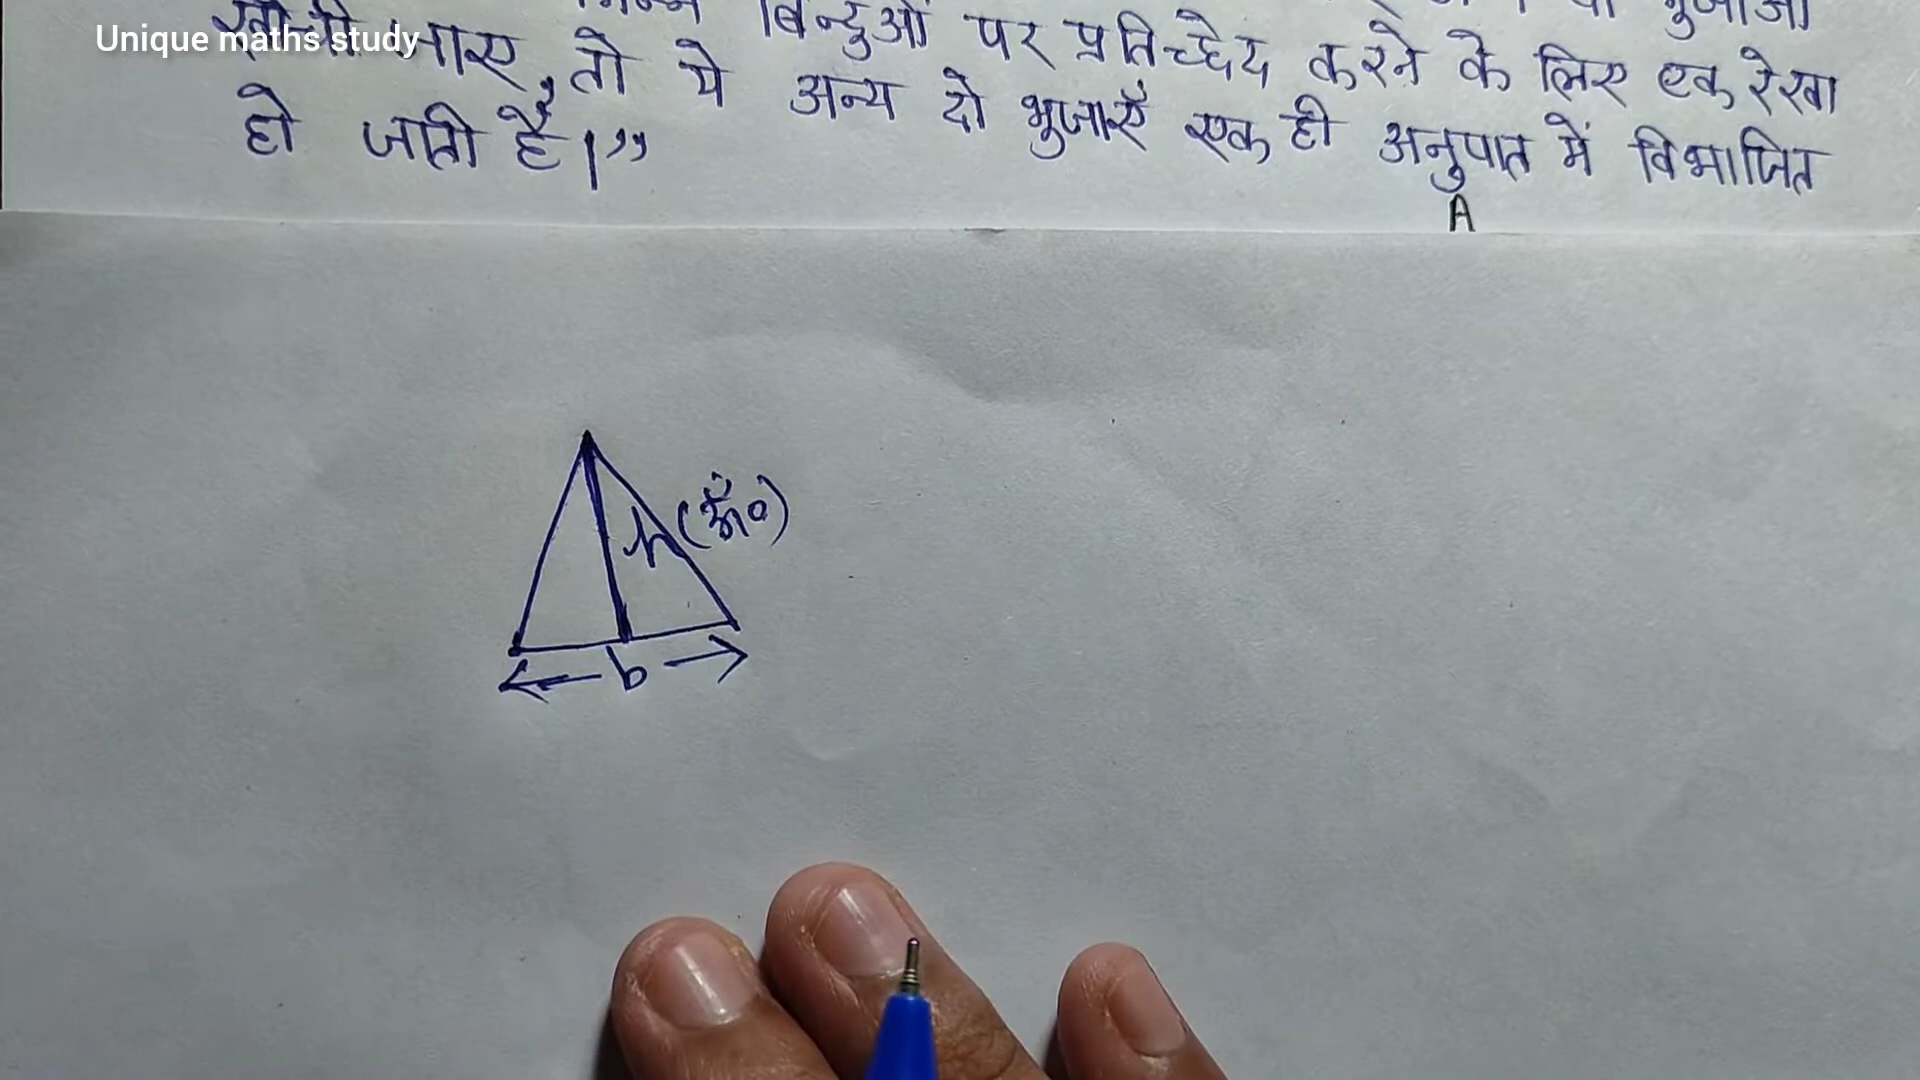 बिन्दुओं पर प्रतिच्छेद करने के लिए एक रेखा
Unique maths study
जाए, तो ये अन्य दो भुजाएँ एक ही अनुपात में विभाजित
हो जाती है।”
A
h (ऊँ०)
b